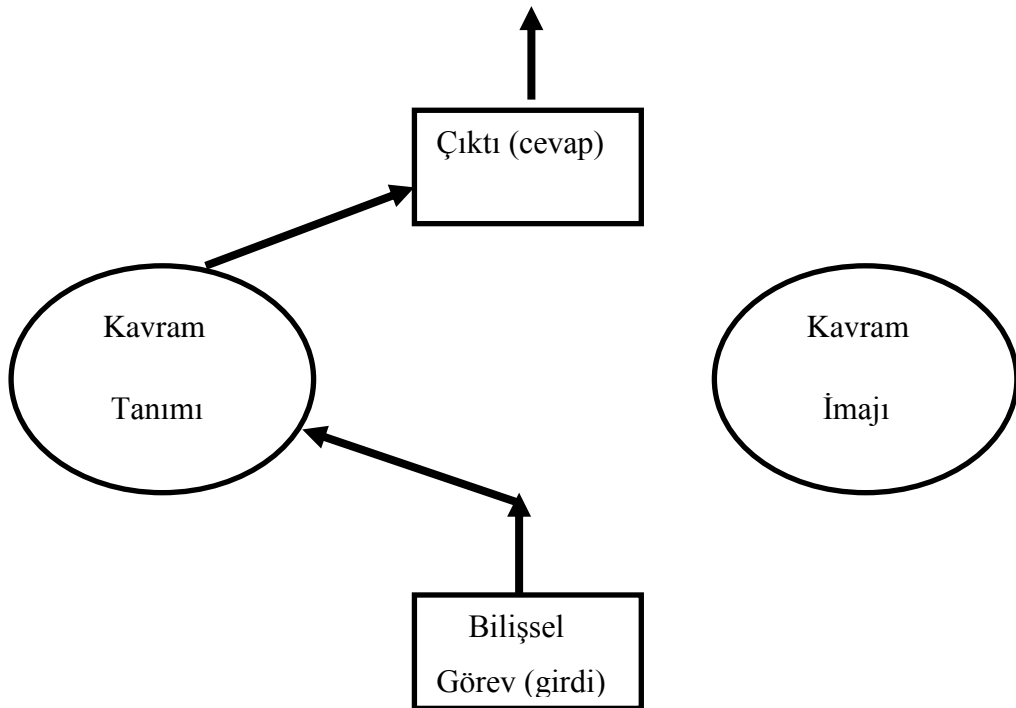 Çıktı (cevap)
Kavram
Tanımı
Kavram
İmajı
Bilişsel
Görev (girdi)